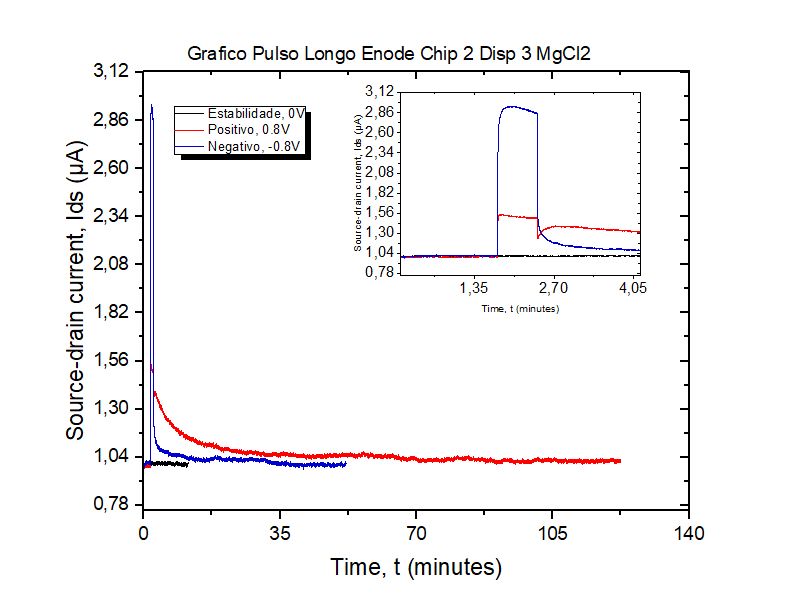 Grafico Pulso Longo Enode Chip 2 Disp 3 MgCl2
Source-drain current, Ids (µA)
3,12
2,86
2,60
2,34
2,08
1,82
1,56
1,30
1,04
0,78
Estabilidade, 0V
Positivo, 0.8V
Negativo, -0.8V
Source-drain current, Ids (µA)
3,12
2,86
2,60
2,34
2,08
1,82
1,56
1,30
1,04
0,78
1,35 2,70 4,05
Time, t (minutes)
0 35 70 105 140
Time, t (minutes)